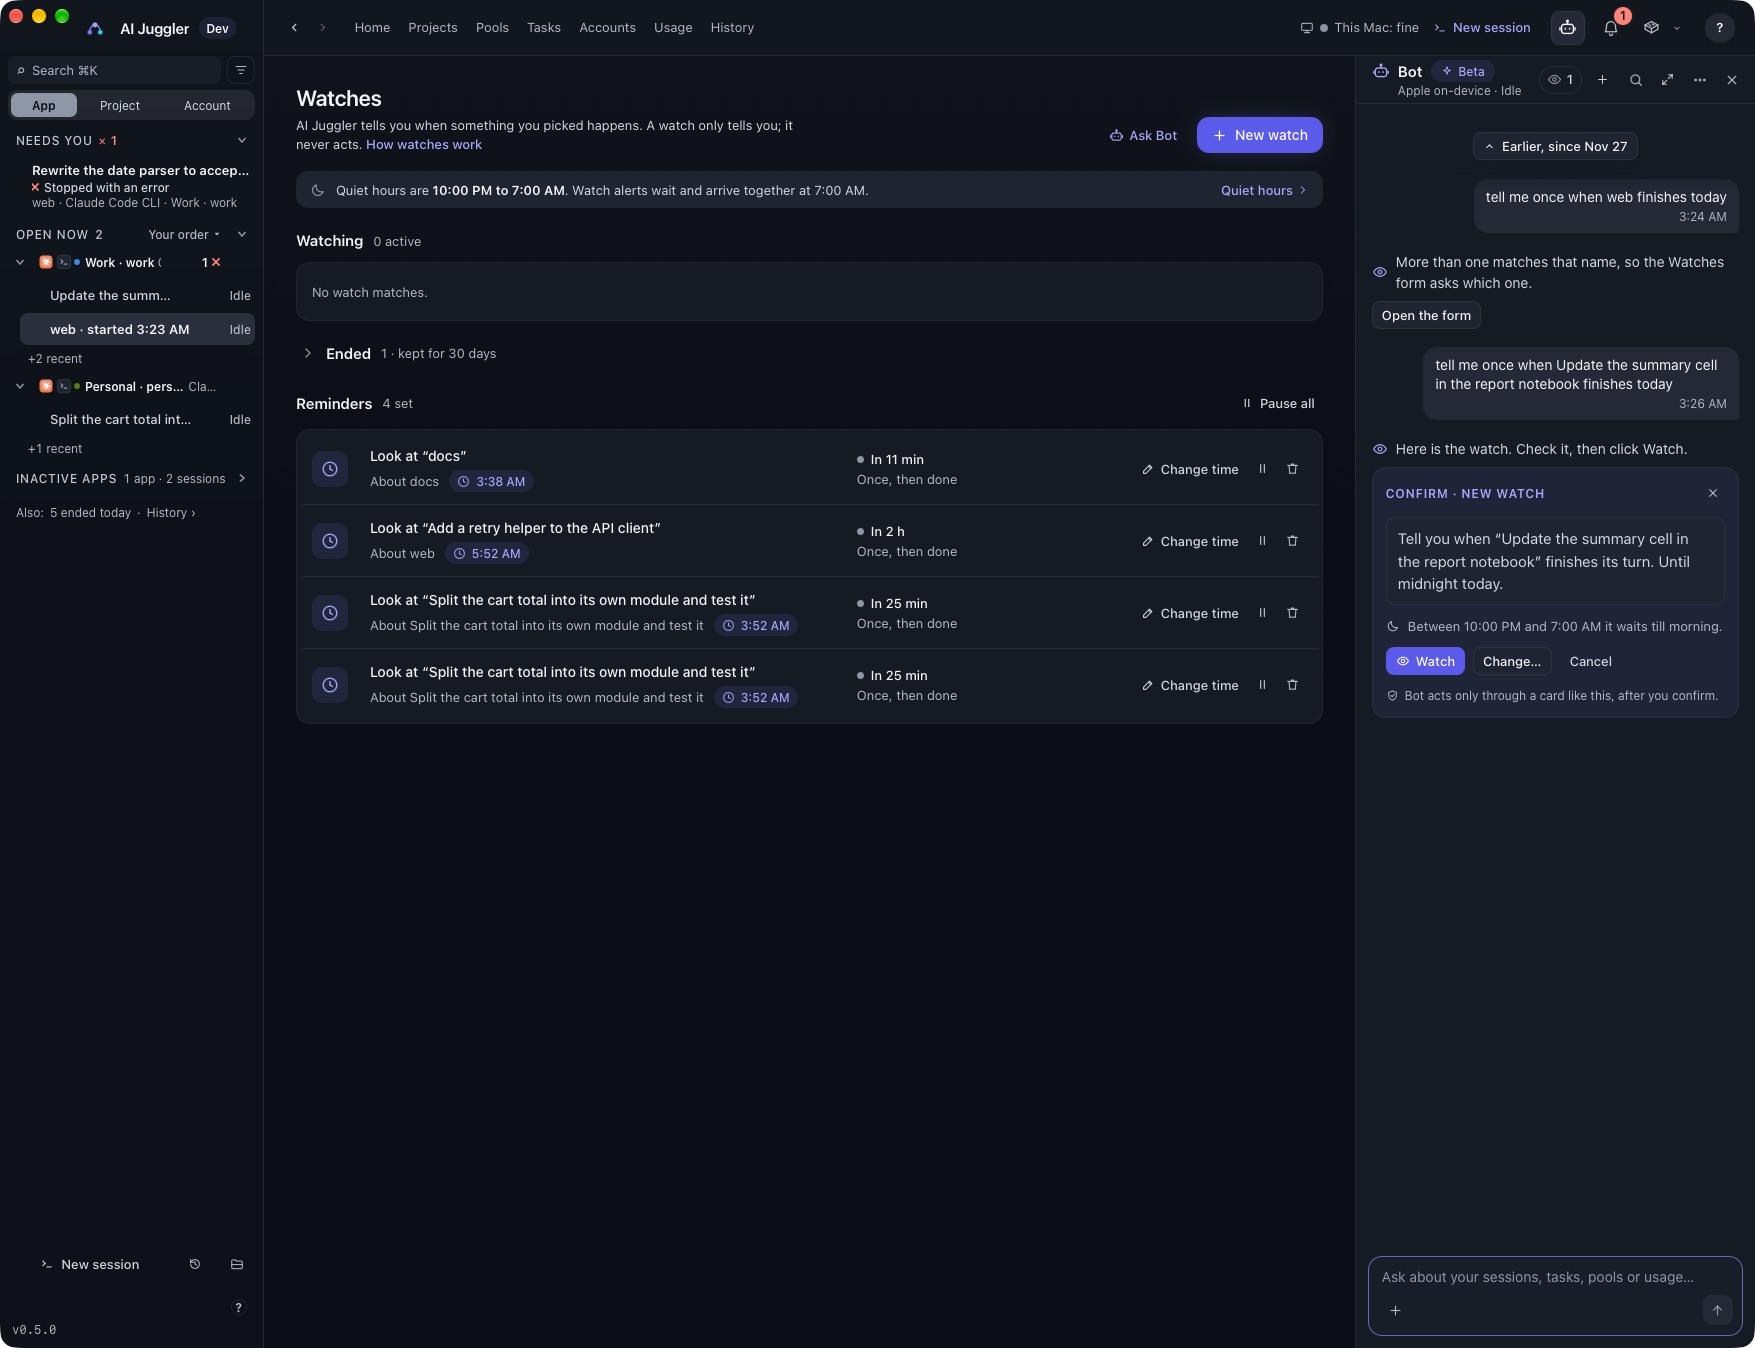 AI Juggler Dev
Search ⌘K
App Project Account
NEEDS YOU × 1
Rewrite the date parser to accep...
Stopped with an error
web · Claude Code CLI · Work · work
OPEN NOW 2 Your order
Work · work 1
Update the summ... Idle
web · started 3:23 AM Idle
+2 recent
Personal · pers... Cla...
Split the cart total int... Idle
+1 recent
INACTIVE APPS 1 app · 2 sessions
Also: 5 ended today · History ›
New session
?
v0.5.0
Home Projects Pools Tasks Accounts Usage History
This Mac: fine New session 1 ?
Watches
AI Juggler tells you when something you picked happens. A watch only tells you; it
never acts. How watches work
Ask Bot + New watch
Quiet hours are 10:00 PM to 7:00 AM. Watch alerts wait and arrive together at 7:00 AM. Quiet hours
Watching 0 active
No watch matches.
Ended 1 · kept for 30 days
Reminders 4 set Pause all
Look at “docs”
About docs 3:38 AM
In 11 min
Once, then done
Change time
Look at “Add a retry helper to the API client”
About web 5:52 AM
In 2 h
Once, then done
Change time
Look at “Split the cart total into its own module and test it”
About Split the cart total into its own module and test it 3:52 AM
In 25 min
Once, then done
Change time
Look at “Split the cart total into its own module and test it”
About Split the cart total into its own module and test it 3:52 AM
In 25 min
Once, then done
Change time
Bot Beta
Apple on-device · Idle
1
Earlier, since Nov 27
tell me once when web finishes today
3:24 AM
More than one matches that name, so the Watches
form asks which one.
Open the form
tell me once when Update the summary cell
in the report notebook finishes today
3:26 AM
Here is the watch. Check it, then click Watch.
CONFIRM · NEW WATCH
Tell you when “Update the summary cell in
the report notebook” finishes its turn. Until
midnight today.
Between 10:00 PM and 7:00 AM it waits till morning.
Watch Change... Cancel
Bot acts only through a card like this, after you confirm.
Ask about your sessions, tasks, pools or usage...